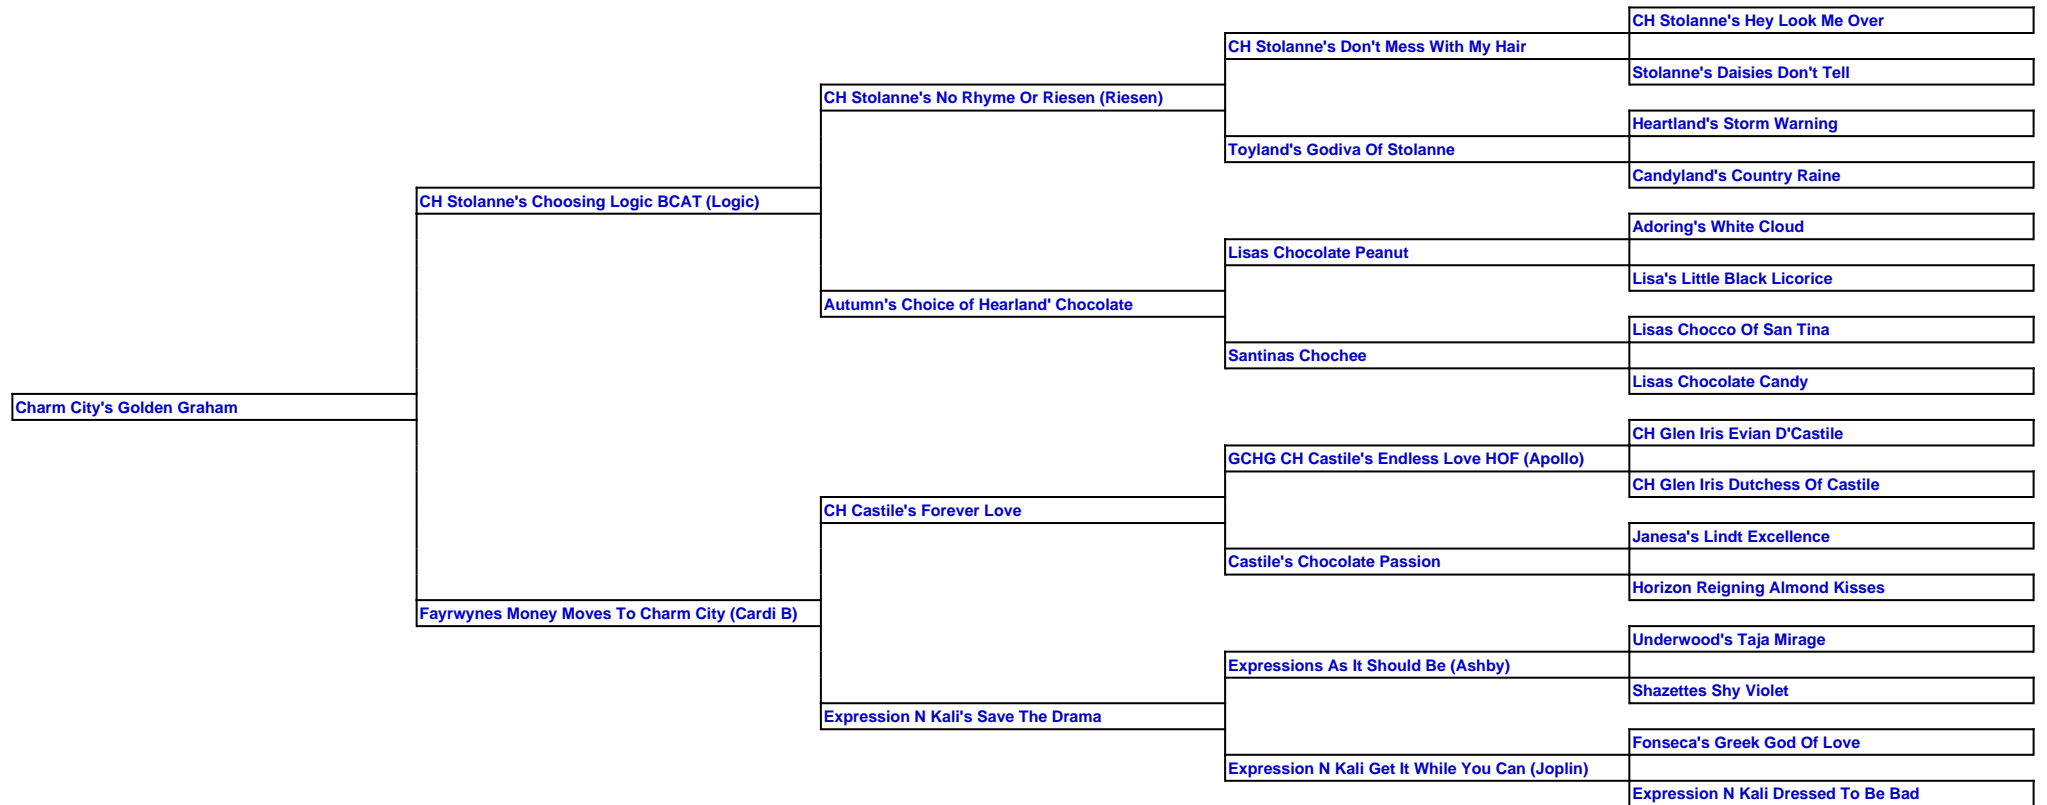 CH Stolanne's Hey Look Me Over
CH Stolanne's Don't Mess With My Hair
Stolanne's Daisies Don't Tell
CH Stolanne's No Rhyme Or Riesen (Riesen)
Heartland's Storm Warning
Toyland's Godiva Of Stolanne
Candyland's Country Raine
CH Stolanne's Choosing Logic BCAT (Logic)
Adoring's White Cloud
Lisas Chocolate Peanut
Lisa's Little Black Licorice
Autumn's Choice of Hearland' Chocolate
Lisas Chocco Of San Tina
Santinas Chochee
Lisas Chocolate Candy
Charm City's Golden Graham
CH Glen Iris Evian D'Castile
GCHG CH Castile's Endless Love HOF (Apollo)
CH Glen Iris Dutchess Of Castile
CH Castile's Forever Love
Janesa's Lindt Excellence
Castile's Chocolate Passion
Horizon Reigning Almond Kisses
Fayrwynes Money Moves To Charm City (Cardi B)
Underwood's Taja Mirage
Expressions As It Should Be (Ashby)
Shazettes Shy Violet
Expression N Kali's Save The Drama
Fonseca's Greek God Of Love
Expression N Kali Get It While You Can (Joplin)
Expression N Kali Dressed To Be Bad